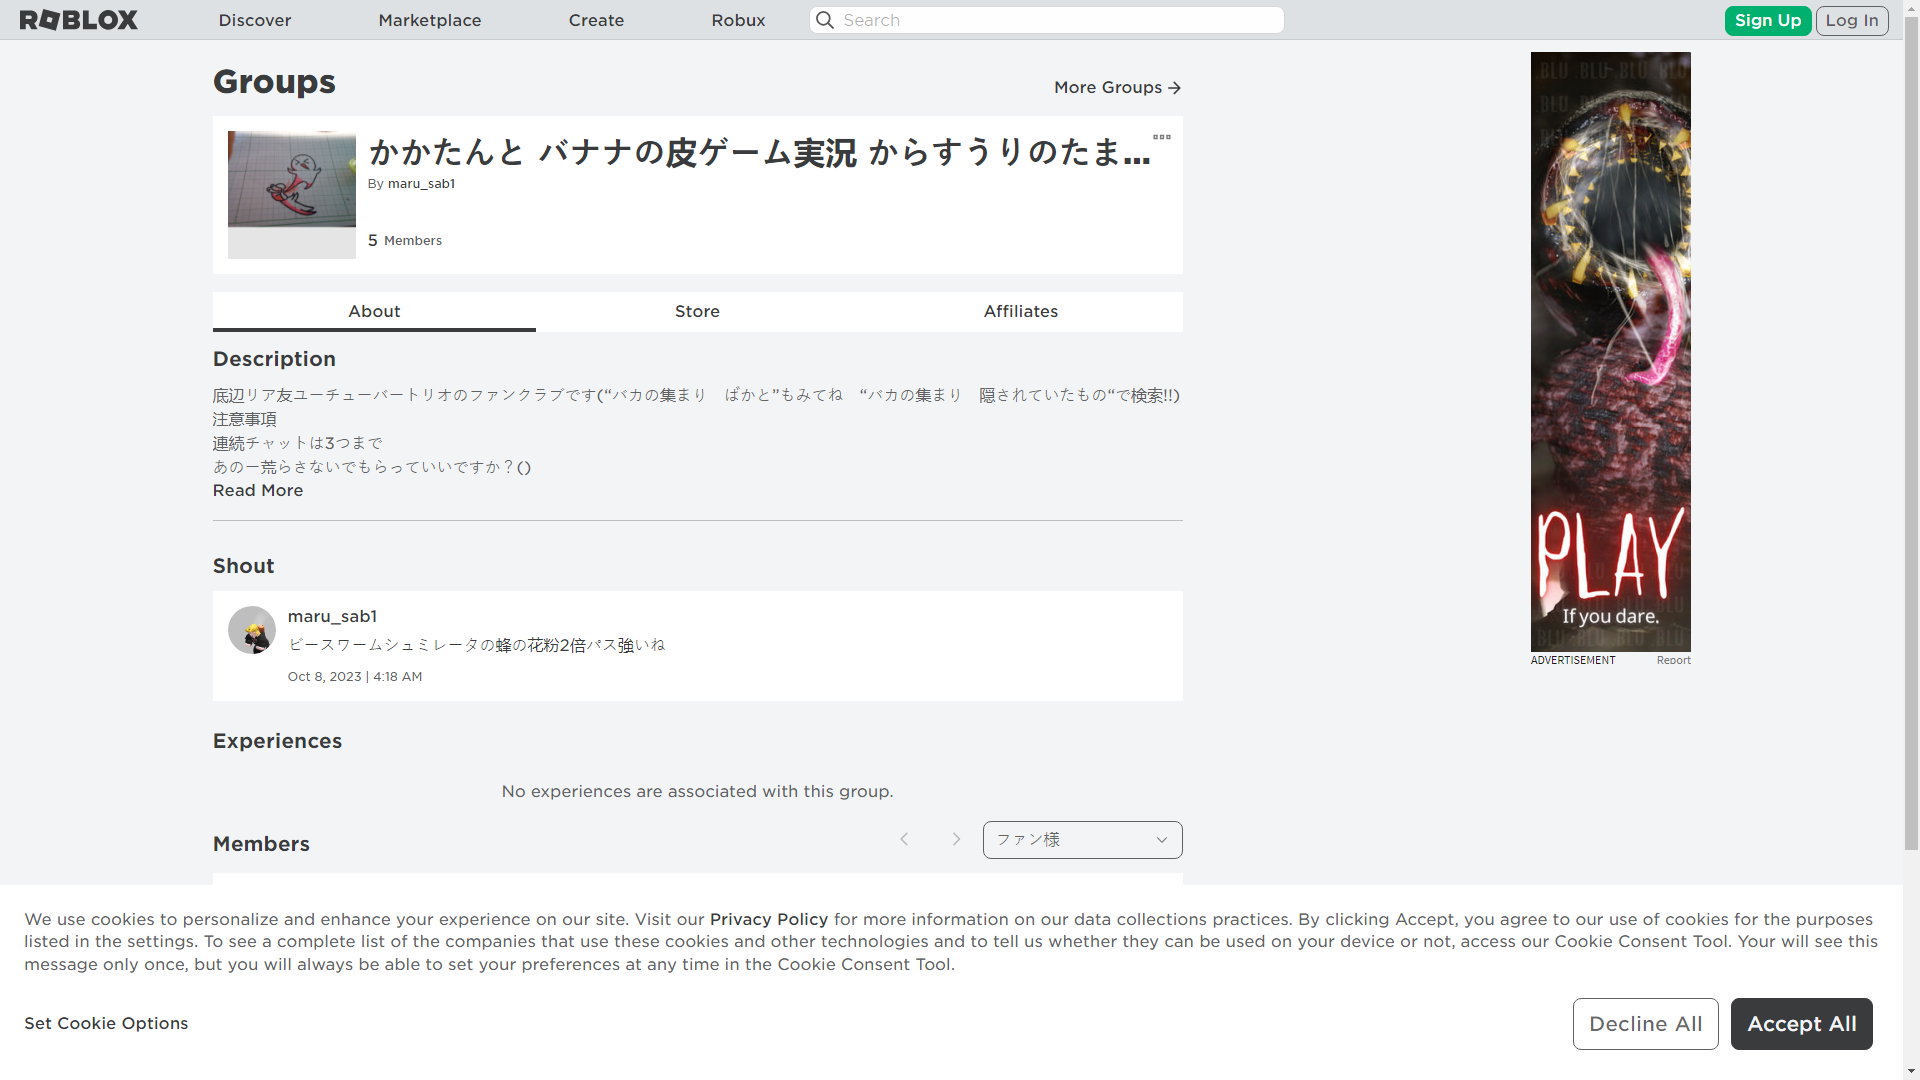 ROBLOX
Discover
Marketplace
Create
Robux
Search
Sign Up
Log In
Groups
More Groups
かかたんと バナナの皮ゲーム実況 からすうりのたま...
By maru_sab1
5 Members
About
Store
Affiliates
Description
底辺リア友ユーチューバートリオのファンクラブです(“バカの集まり　ばかと”もみてね　“バカの集まり　隠されていたもの“で検索!!)
注意事項
連続チャットは3つまで
あのー荒らさないでもらっていいですか？()
Read More
Shout
maru_sab1
ビースワームシュミレータの蜂の花粉2倍パス強いね
Oct 8, 2023 | 4:18 AM
Experiences
No experiences are associated with this group.
Members
ファン様
PLAY
If you dare.
ADVERTISEMENT
Report
We use cookies to personalize and enhance your experience on our site. Visit our Privacy Policy for more information on our data collections practices. By clicking Accept, you agree to our use of cookies for the purposes
listed in the settings. To see a complete list of the companies that use these cookies and other technologies and to tell us whether they can be used on your device or not, access our Cookie Consent Tool. Your will see this
message only once, but you will always be able to set your preferences at any time in the Cookie Consent Tool.
Set Cookie Options
Decline All
Accept All